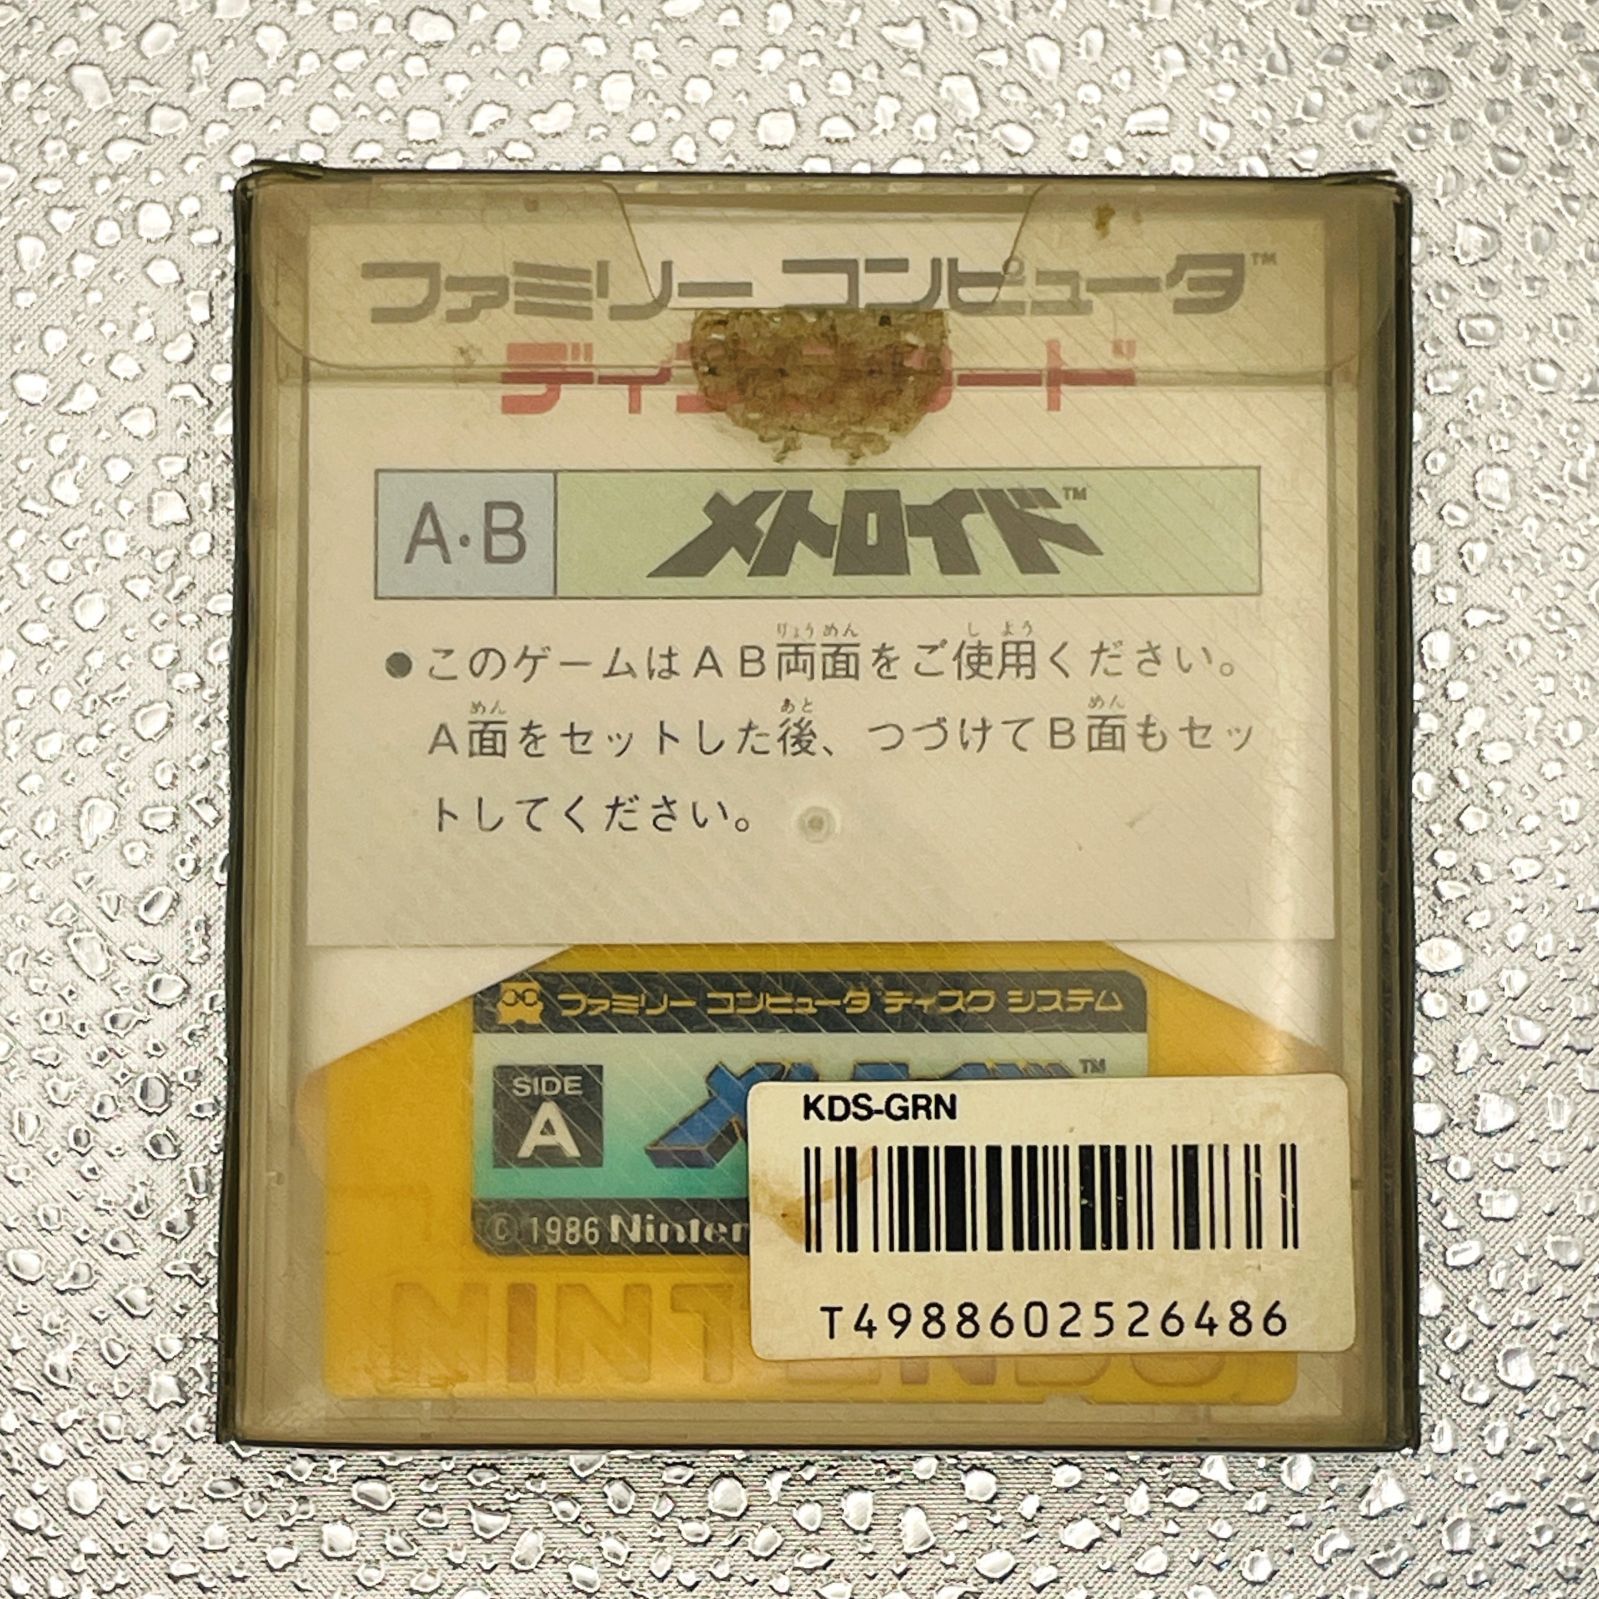 ファミリー コンピュータ™
A・B
メトロイド™
りょうめん しよう
●このゲームはAB両面をご使用ください。
めん あと めん
A面をセットした後、つづけてB面もセッ
トしてください。
ファミリー コンピュータ ディスク システム
SIDE
A
TM
KDS-GRN
© 1986
T4988602526486